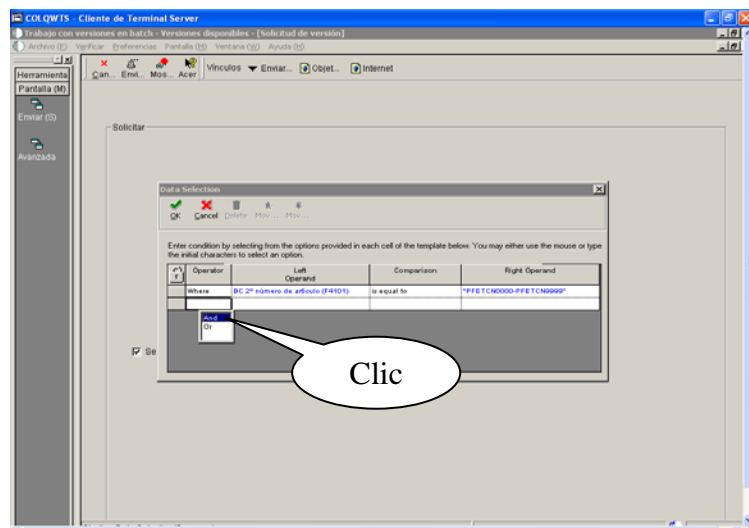 COLQWTS - Cliente de Terminal Server
Trabajo con versiones en batch - Versiones disponibles - [Solicitud de versión]
Archivo (F) Verificar Preferencias Pantalla (M) Ventana (W) Ayuda (H)
Herramienta
Can... Envi... Mos... Acer Vínculos Enviar... Objet... Internet
Pantalla (M)
Enviar (S)
Avanzada
Solicitar
Data Selection
OK Cancel Delete Mov... Mov...
Enter condition by selecting from the options provided in each cell of the template below. You may either use the mouse or type
the initial characters to select an option.
Operator Left Operand Comparison Right Operand
Where BC 2º número de artículo (F4101) is equal to "PFETCN0000-PFETCN9999"
And
Or
Se
Clic